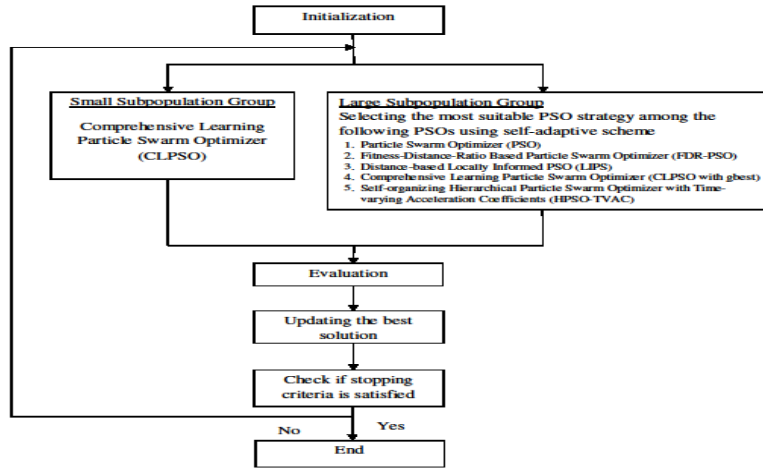 Initialization
Small Subpopulation Group
Comprehensive Learning
Particle Swarm Optimizer
(CLPSO)
Large Subpopulation Group
Selecting the most suitable PSO strategy among the
following PSOs using self-adaptive scheme
1. Particle Swarm Optimizer (PSO)
2. Fitness-Distance-Ratio Based Particle Swarm Optimizer (FDR-PSO)
3. Distance-based Locally Informed PSO (LIPS)
4. Comprehensive Learning Particle Swarm Optimizer (CLPSO with gbest)
5. Self-organizing Hierarchical Particle Swarm Optimizer with Time-
varying Acceleration Coefficients (HPSO-TVAC)
Evaluation
Updating the best
solution
Check if stopping
criteria is satisfied
No
Yes
End